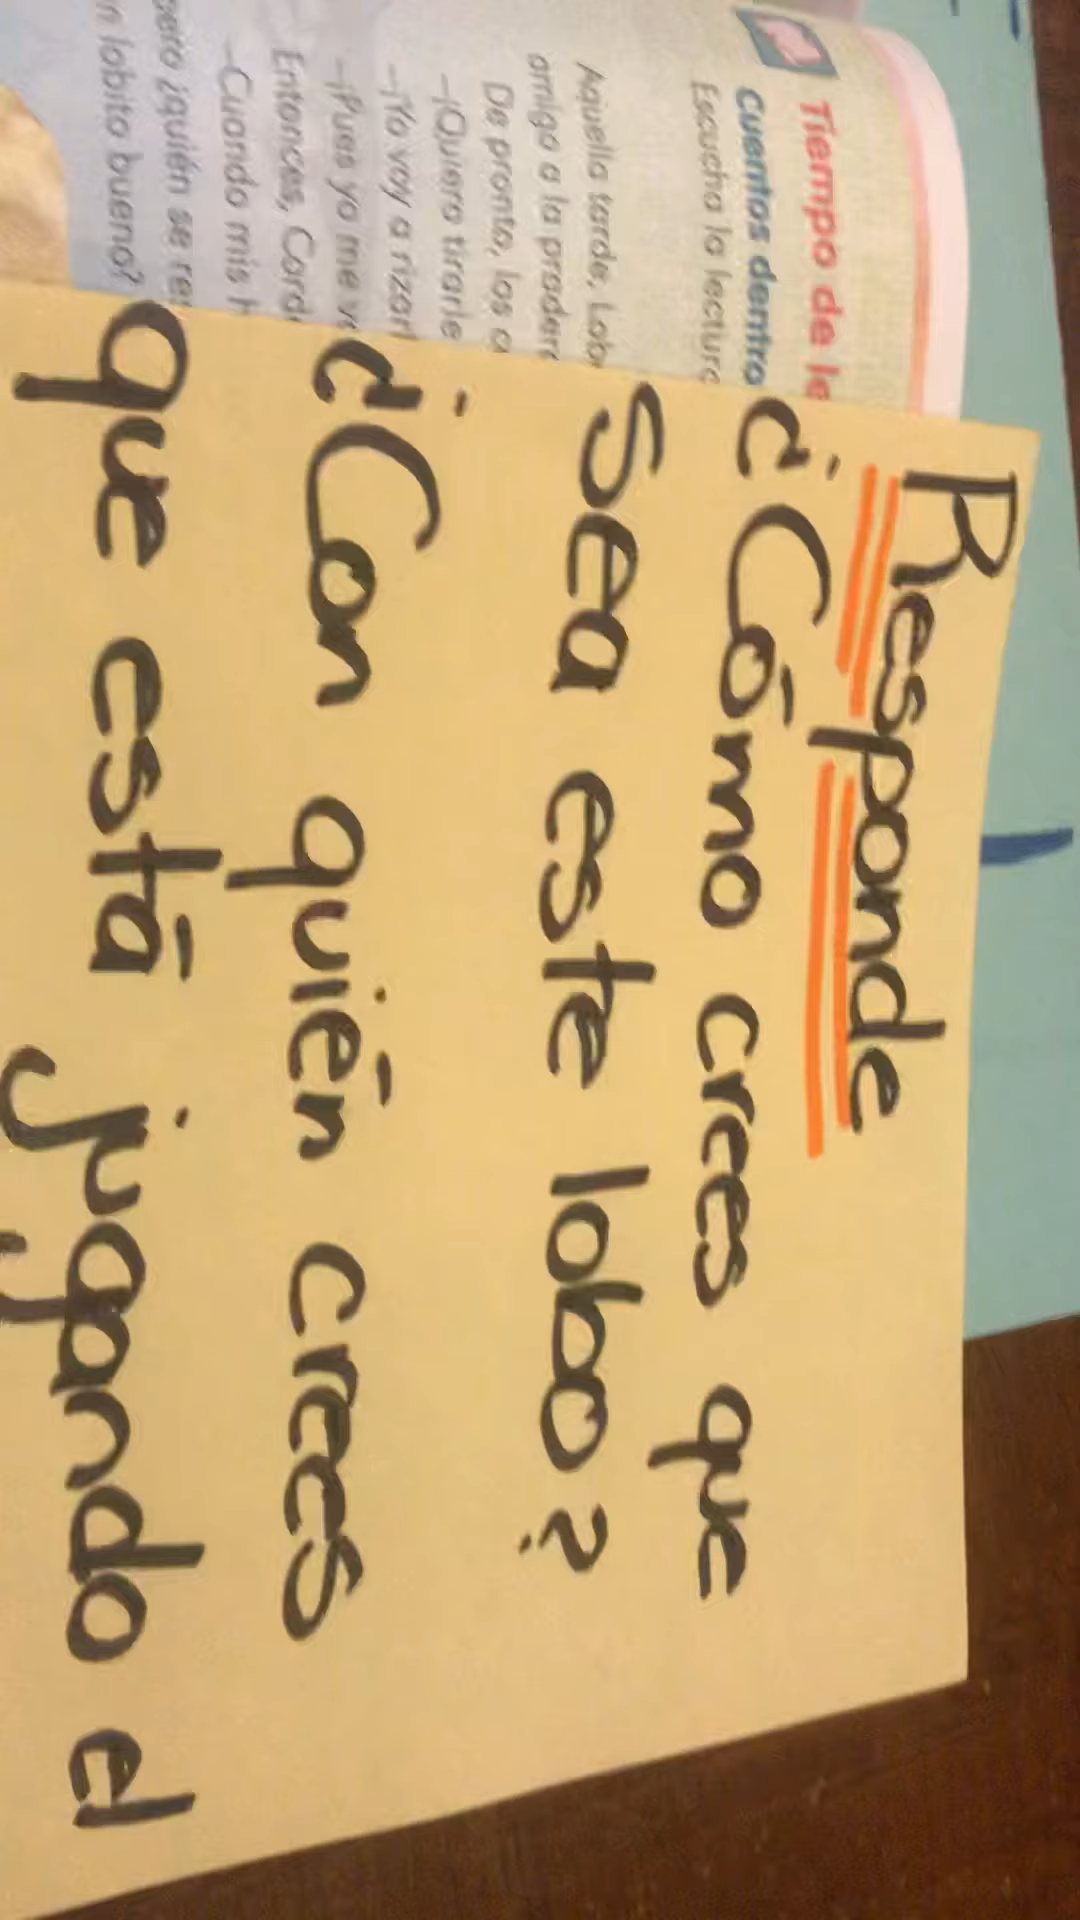 Tiempo de le
Cuentos dentro
Escucha la lectura
Aquella tarde, Lob
amigo a la prader
De pronto, los
–¡Quiero tirarle
–¡Yo voy a rizar
–¡Pues yo me v
Entonces, Cord
–Cuando mis h
pero ¿quién se re
n lobito bueno?
Responde
¿Cómo crees que
sea este lobo?
¿Con quién crees
que está jugando el